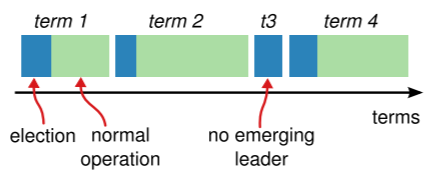 term 1
term 2
t3
term 4
terms
election
normal
operation
no emerging
leader